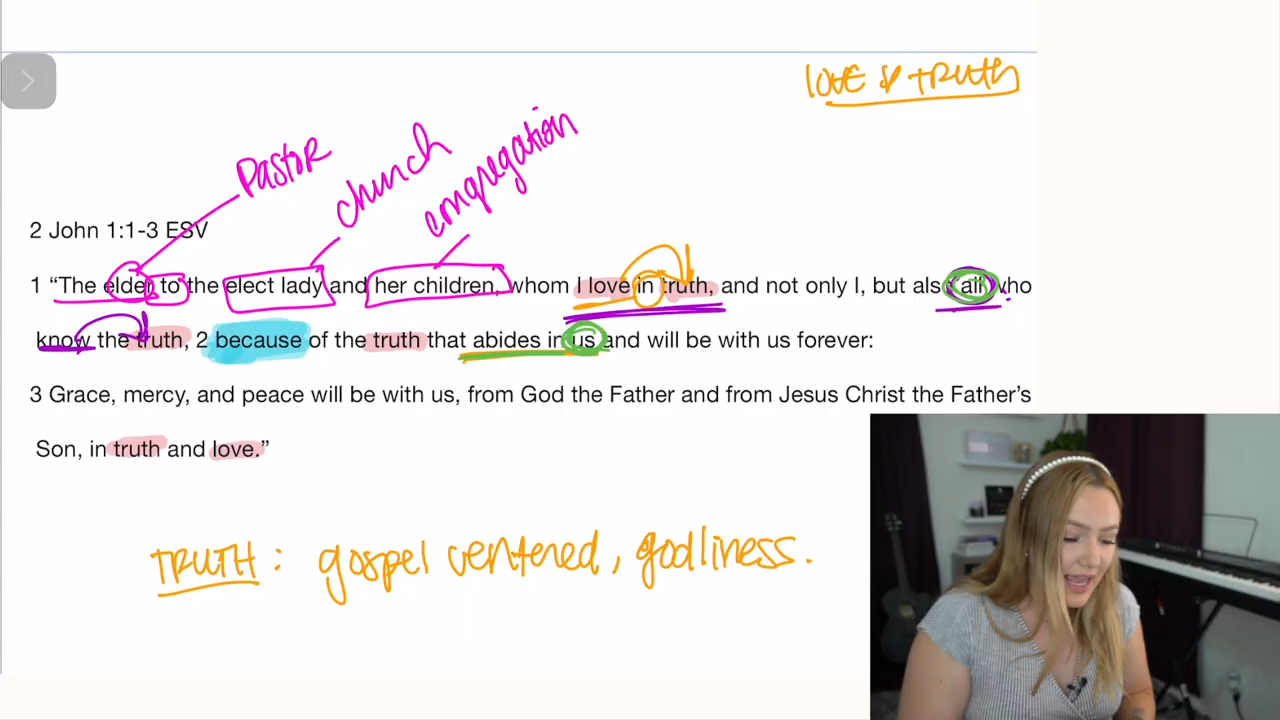 LOVE & TRUTH
Pastor
church
congregation
2 John 1:1-3 ESV
1 “The elder to the elect lady and her children, whom I love in truth, and not only I, but also all who
know the truth, 2 because of the truth that abides in us and will be with us forever:
3 Grace, mercy, and peace will be with us, from God the Father and from Jesus Christ the Father’s
Son, in truth and love.”
TRUTH: gospel centered, godliness.